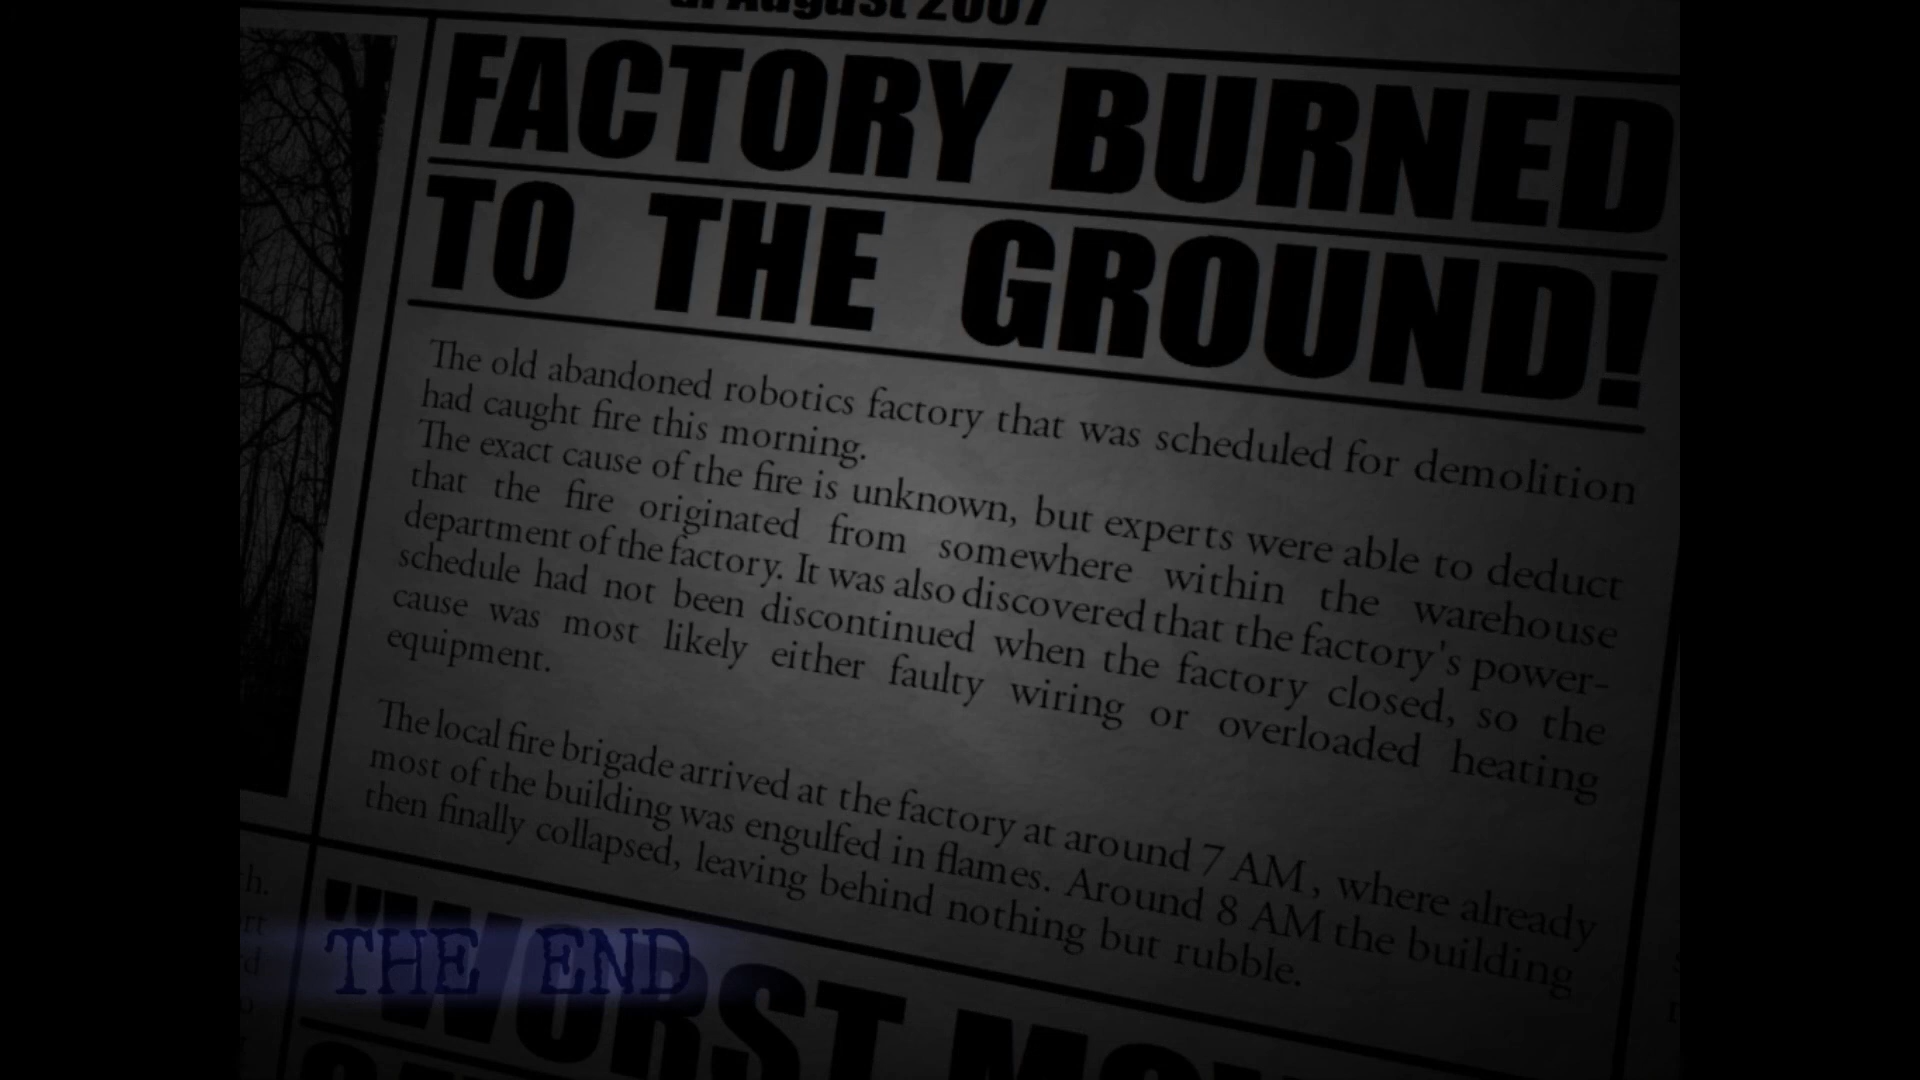 August 2007
FACTORY BURNED
TO THE GROUND!
The old abandoned robotics factory that was scheduled for demolition
had caught fire this morning.
The exact cause of the fire is unknown, but experts were able to deduct
that the fire originated from somewhere within the warehouse
department of the factory. It was also discovered that the factory's power-
schedule had not been discontinued when the factory closed, so the
cause was most likely either faulty wiring or overloaded heating
equipment.
The local fire brigade arrived at the factory at around 7 AM, where already
most of the building was engulfed in flames. Around 8 AM the building
then finally collapsed, leaving behind nothing but rubble.
THE END
"WORST